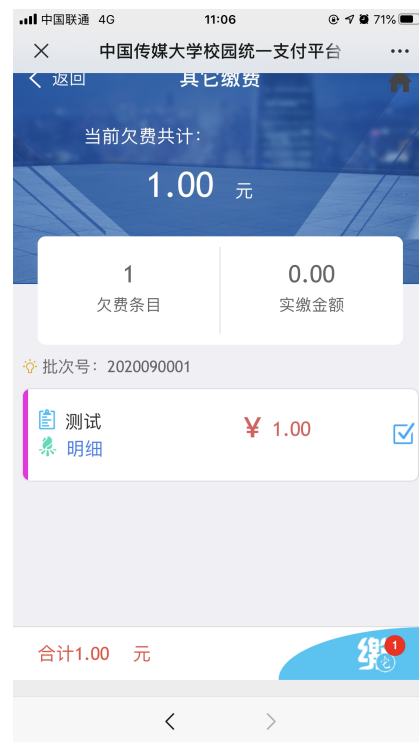 中国联通 4G 11:06 71%
中国传媒大学校园统一支付平台
返回 其它缴费
当前欠费共计：
1.00 元
1 0.00
欠费条目 实缴金额
批次号：2020090001
测试 ¥ 1.00
明细
合计1.00 元 缴 1